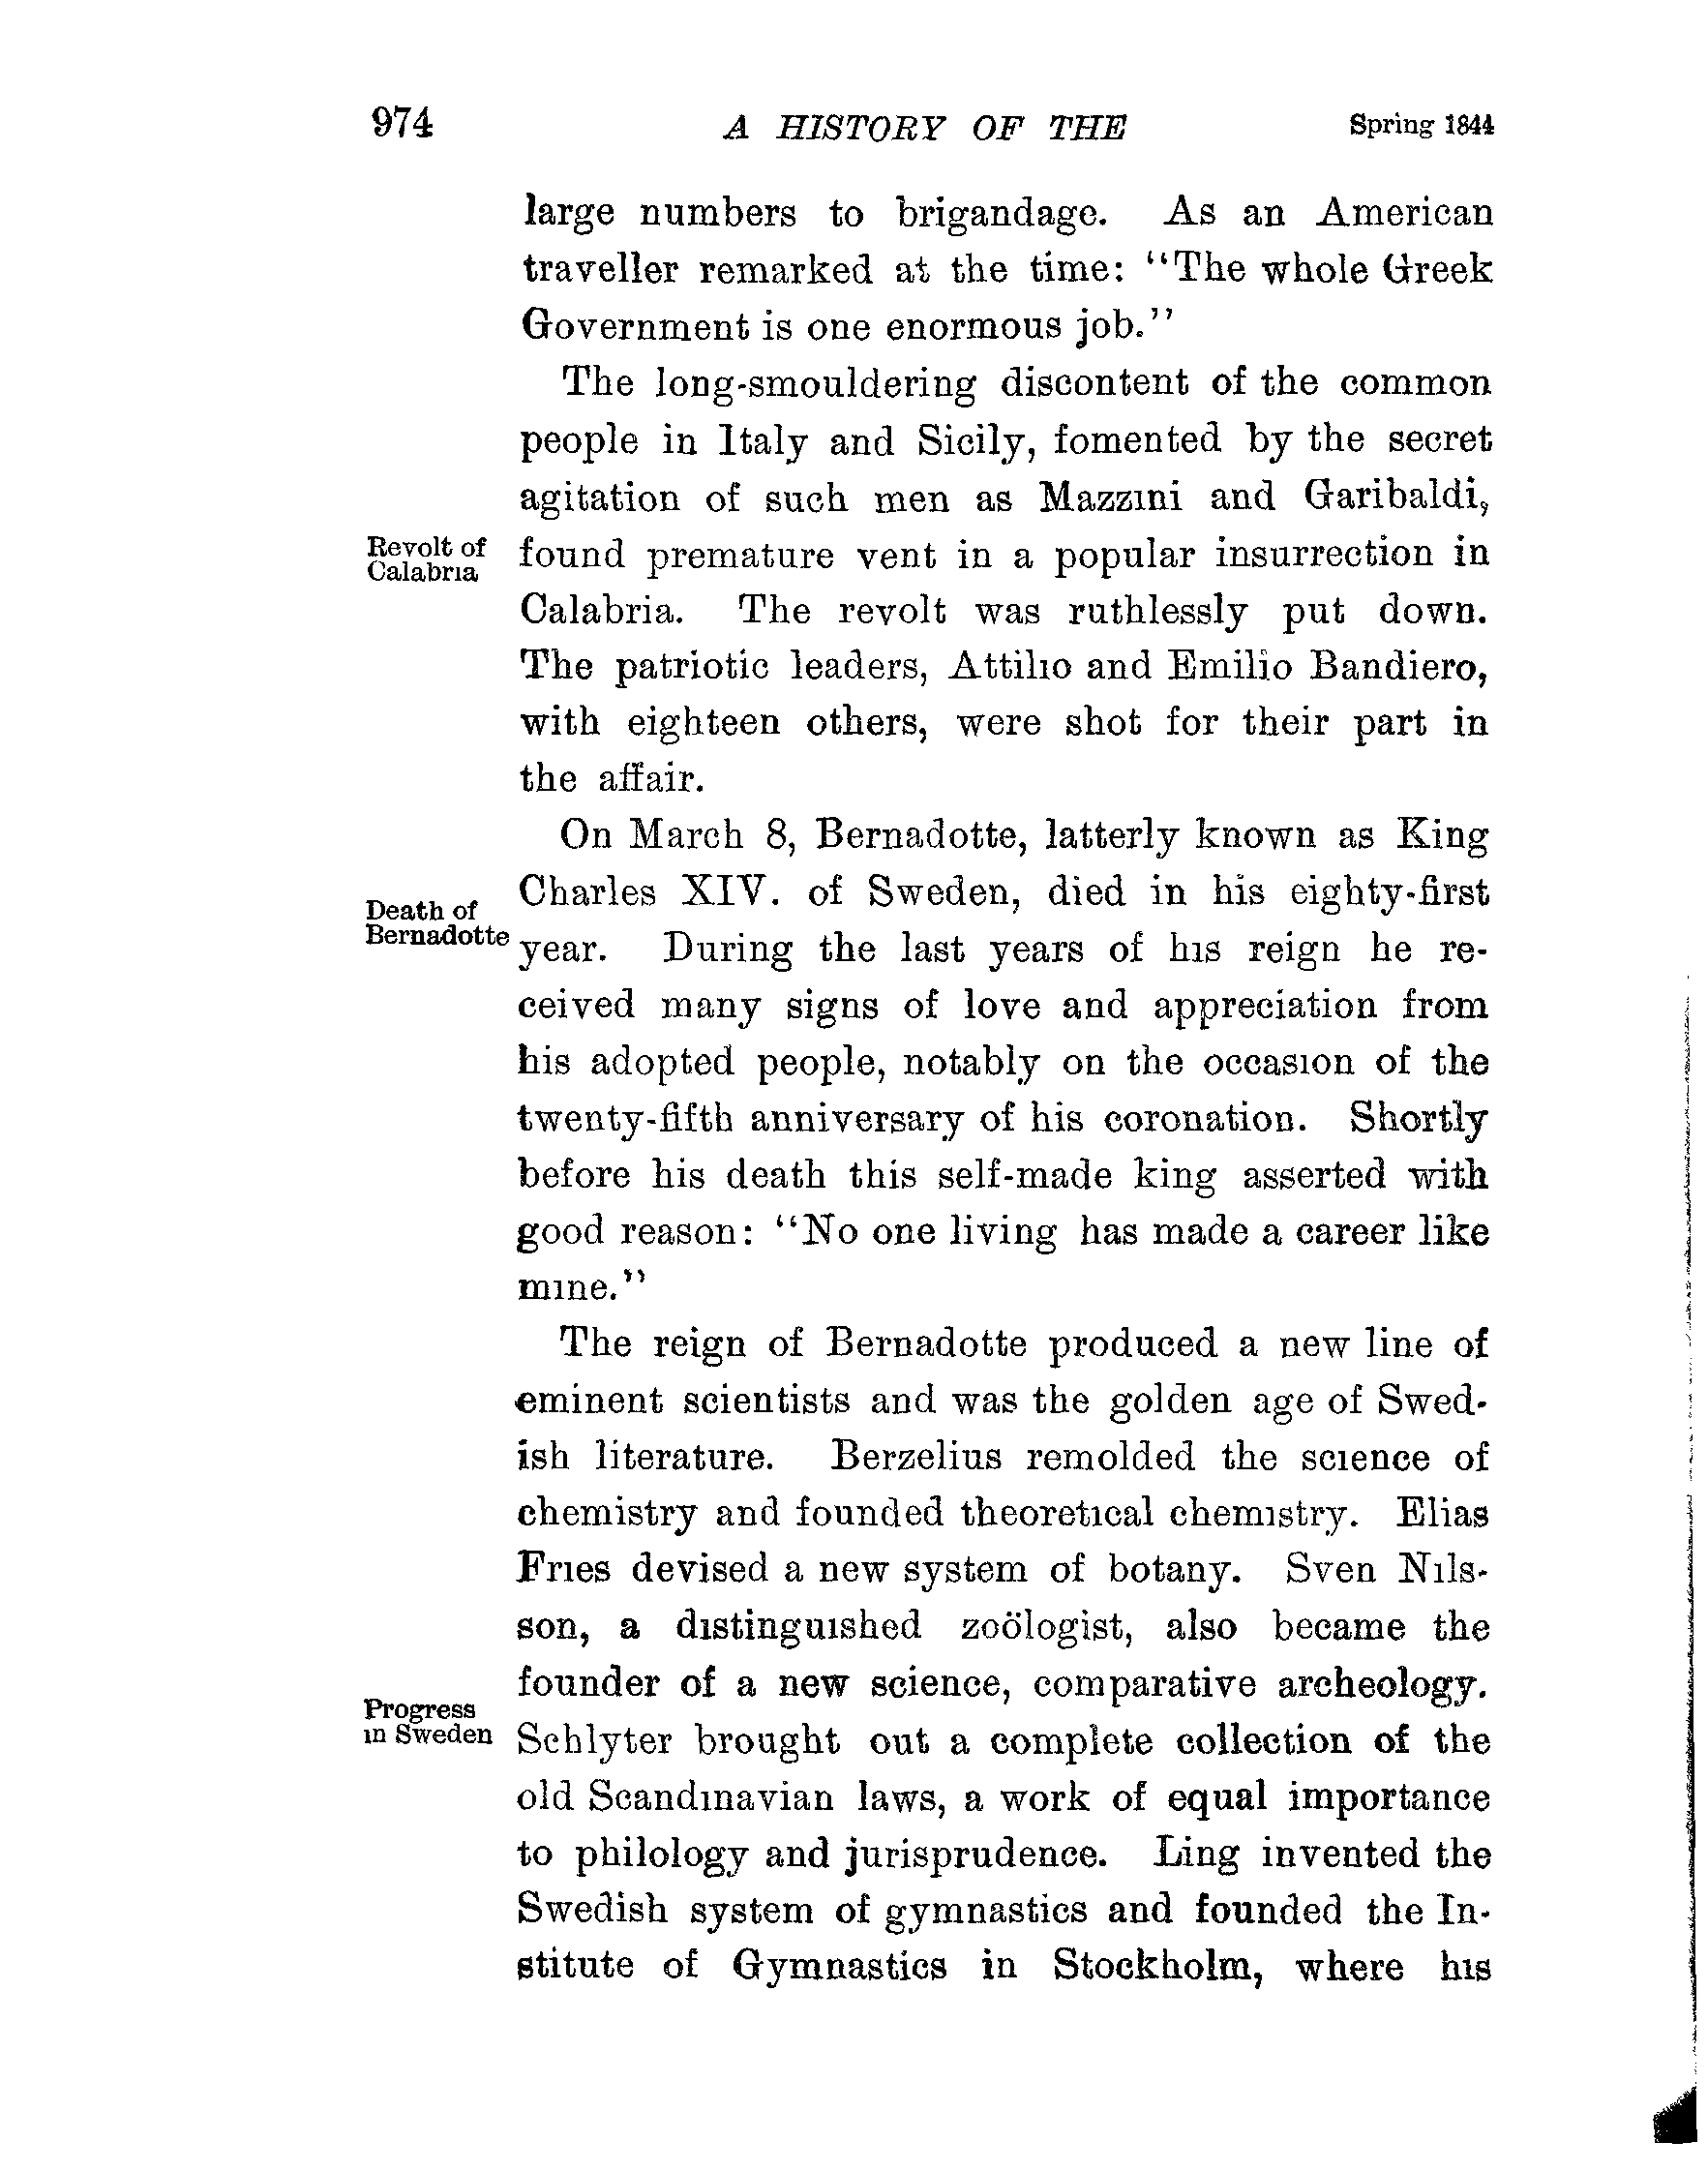 974 A HISTORY OF THE Spring 1844
large numbers to brigandage. As an American
traveller remarked at the time: "The whole Greek
Government is one enormous job."
The long-smouldering discontent of the common
people in Italy and Sicily, fomented by the secret
agitation of such men as Mazzini and Garibaldi,
Revolt of
Calabria
found premature vent in a popular insurrection in
Calabria. The revolt was ruthlessly put down.
The patriotic leaders, Attilio and Emilio Bandiero,
with eighteen others, were shot for their part in
the affair.
On March 8, Bernadotte, latterly known as King
Charles XIV. of Sweden, died in his eighty-first
Death of
Bernadotte
year. During the last years of his reign he re-
ceived many signs of love and appreciation from
his adopted people, notably on the occasion of the
twenty-fifth anniversary of his coronation. Shortly
before his death this self-made king asserted with
good reason: "No one living has made a career like
mine."
The reign of Bernadotte produced a new line of
eminent scientists and was the golden age of Swed-
ish literature. Berzelius remolded the science of
chemistry and founded theoretical chemistry. Elias
Fries devised a new system of botany. Sven Nils-
son, a distinguished zoölogist, also became the
founder of a new science, comparative archeology.
Progress
in Sweden
Schlyter brought out a complete collection of the
old Scandinavian laws, a work of equal importance
to philology and jurisprudence. Ling invented the
Swedish system of gymnastics and founded the In-
stitute of Gymnastics in Stockholm, where his